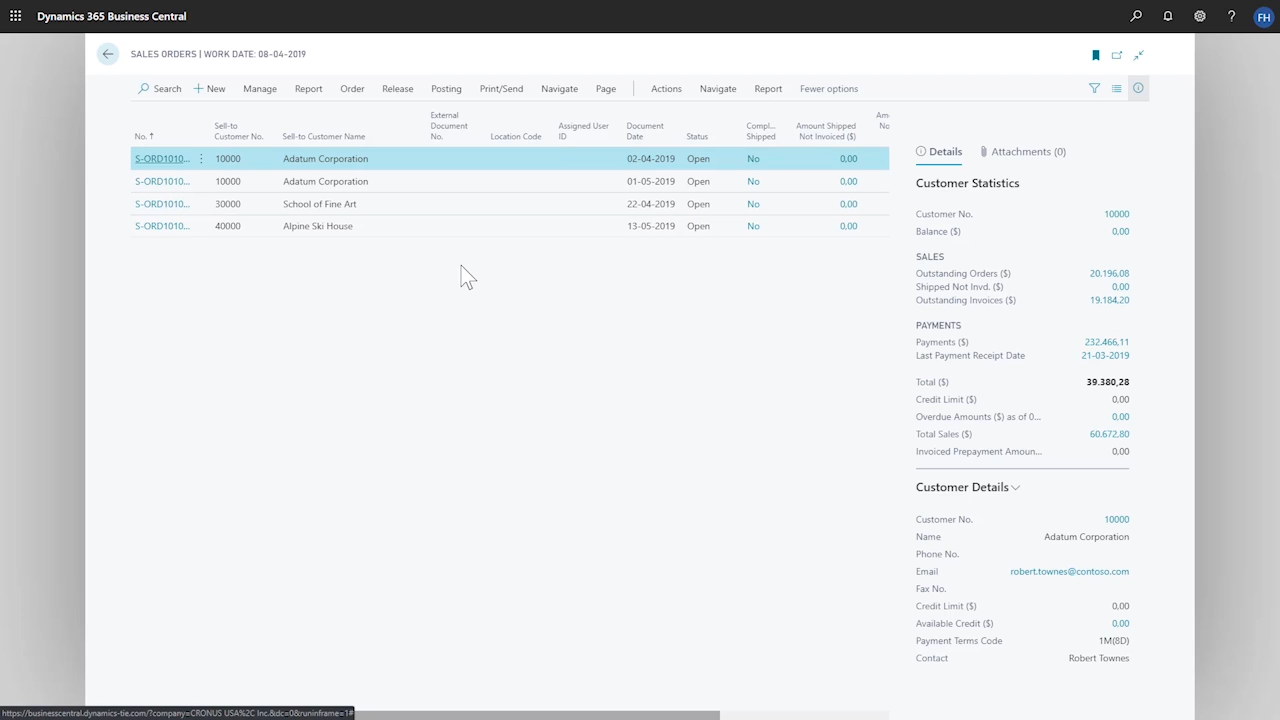 Dynamics 365 Business Central
?
FH
SALES ORDERS | WORK DATE: 08-04-2019
Search + New Manage Report Order Release Posting Print/Send Navigate Page Actions Navigate Report Fewer options
No. ↑ Sell-to Customer No. Sell-to Customer Name External Document No. Location Code Assigned User ID Document Date Status Compl... Shipped Amount Shipped Not Invoiced ($) Am No
S-ORD1010... 10000 Adatum Corporation 02-04-2019 Open No 0,00
S-ORD1010... 10000 Adatum Corporation 01-05-2019 Open No 0,00
S-ORD1010... 30000 School of Fine Art 22-04-2019 Open No 0,00
S-ORD1010... 40000 Alpine Ski House 13-05-2019 Open No 0,00
Details Attachments (0)
Customer Statistics
Customer No. 10000
Balance ($) 0,00
SALES
Outstanding Orders ($) 20.196,08
Shipped Not Invd. ($) 0,00
Outstanding Invoices ($) 19.184,20
PAYMENTS
Payments ($) 232.466,11
Last Payment Receipt Date 21-03-2019
Total ($) 39.380,28
Credit Limit ($) 0,00
Overdue Amounts ($) as of 0... 0,00
Total Sales ($) 60.672,80
Invoiced Prepayment Amoun... 0,00
Customer Details
Customer No. 10000
Name Adatum Corporation
Phone No.
Email robert.townes@contoso.com
Fax No.
Credit Limit ($) 0,00
Available Credit ($) 0,00
Payment Terms Code 1M(8D)
Contact Robert Townes
https://businesscentral.dynamics-tie.com/?company=CRONUS USA%2C Inc.&dc=0&runinframe=1#